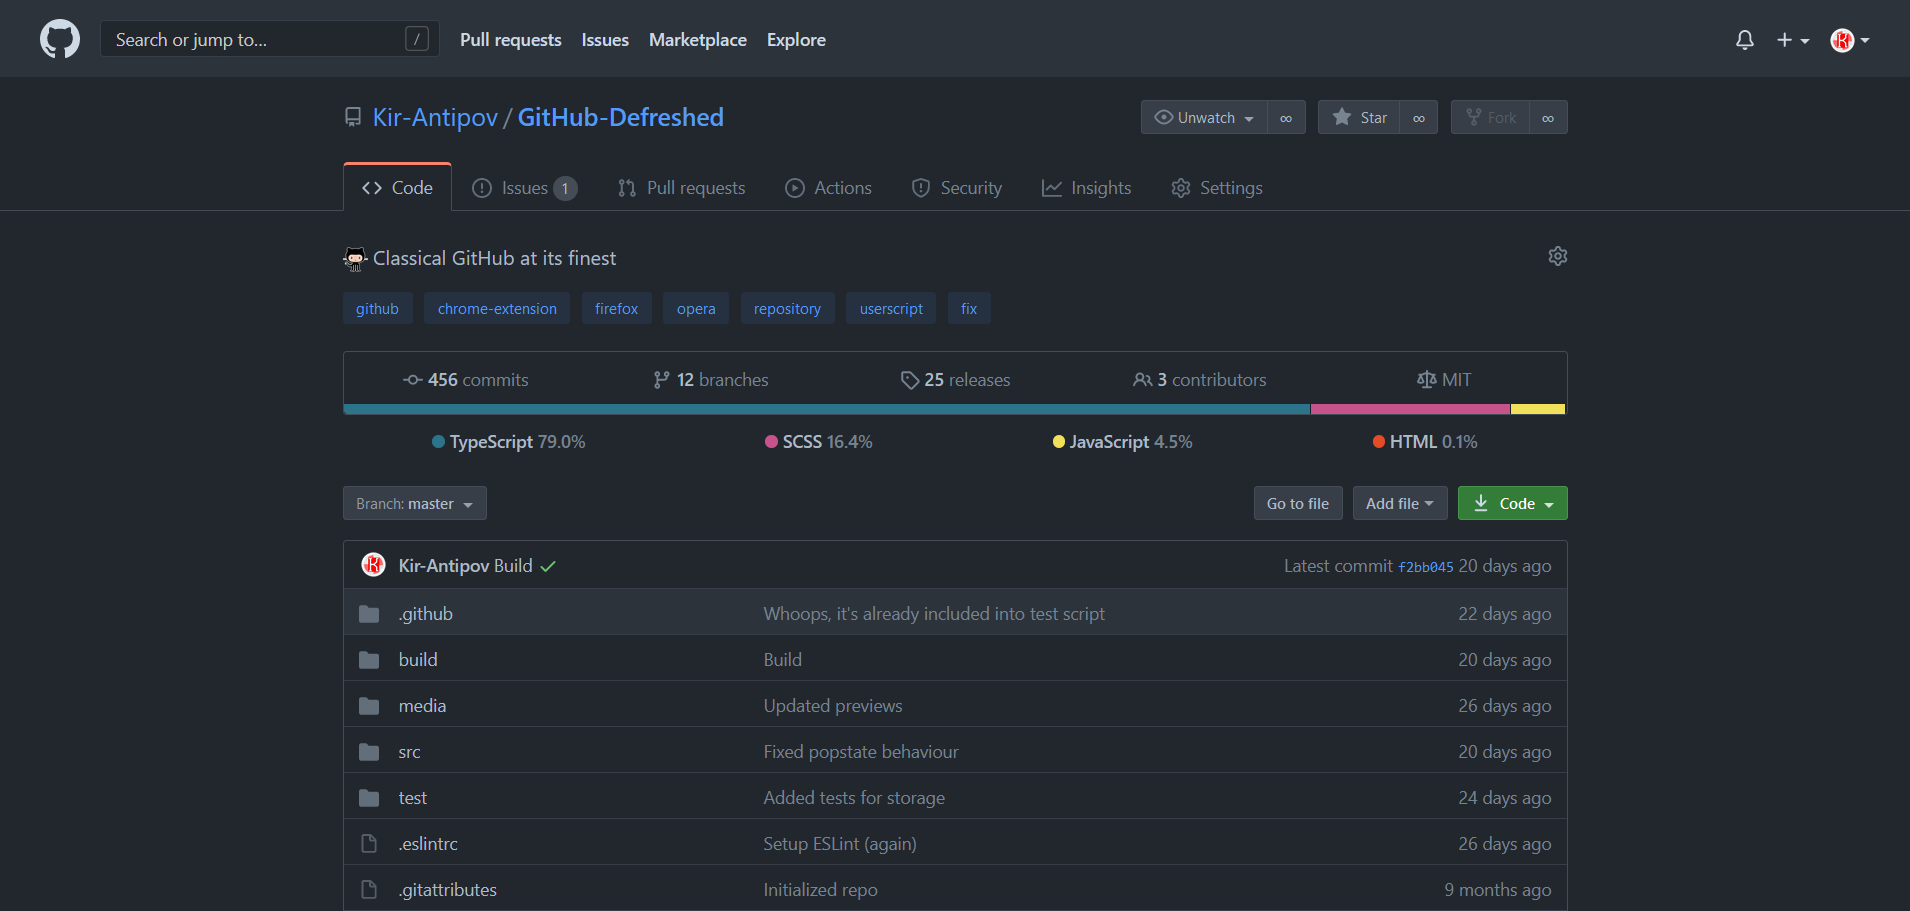 Search or jump to... / Pull requests Issues Marketplace Explore
Kir-Antipov / GitHub-Defreshed Unwatch ∞ Star ∞ Fork ∞
Code Issues 1 Pull requests Actions Security Insights Settings
Classical GitHub at its finest
github chrome-extension firefox opera repository userscript fix
456 commits 12 branches 25 releases 3 contributors MIT
TypeScript 79.0% SCSS 16.4% JavaScript 4.5% HTML 0.1%
Branch: master Go to file Add file Code
Kir-Antipov Build Latest commit f2bb045 20 days ago
.github Whoops, it's already included into test script 22 days ago
build Build 20 days ago
media Updated previews 26 days ago
src Fixed popstate behaviour 20 days ago
test Added tests for storage 24 days ago
.eslintrc Setup ESLint (again) 26 days ago
.gitattributes Initialized repo 9 months ago